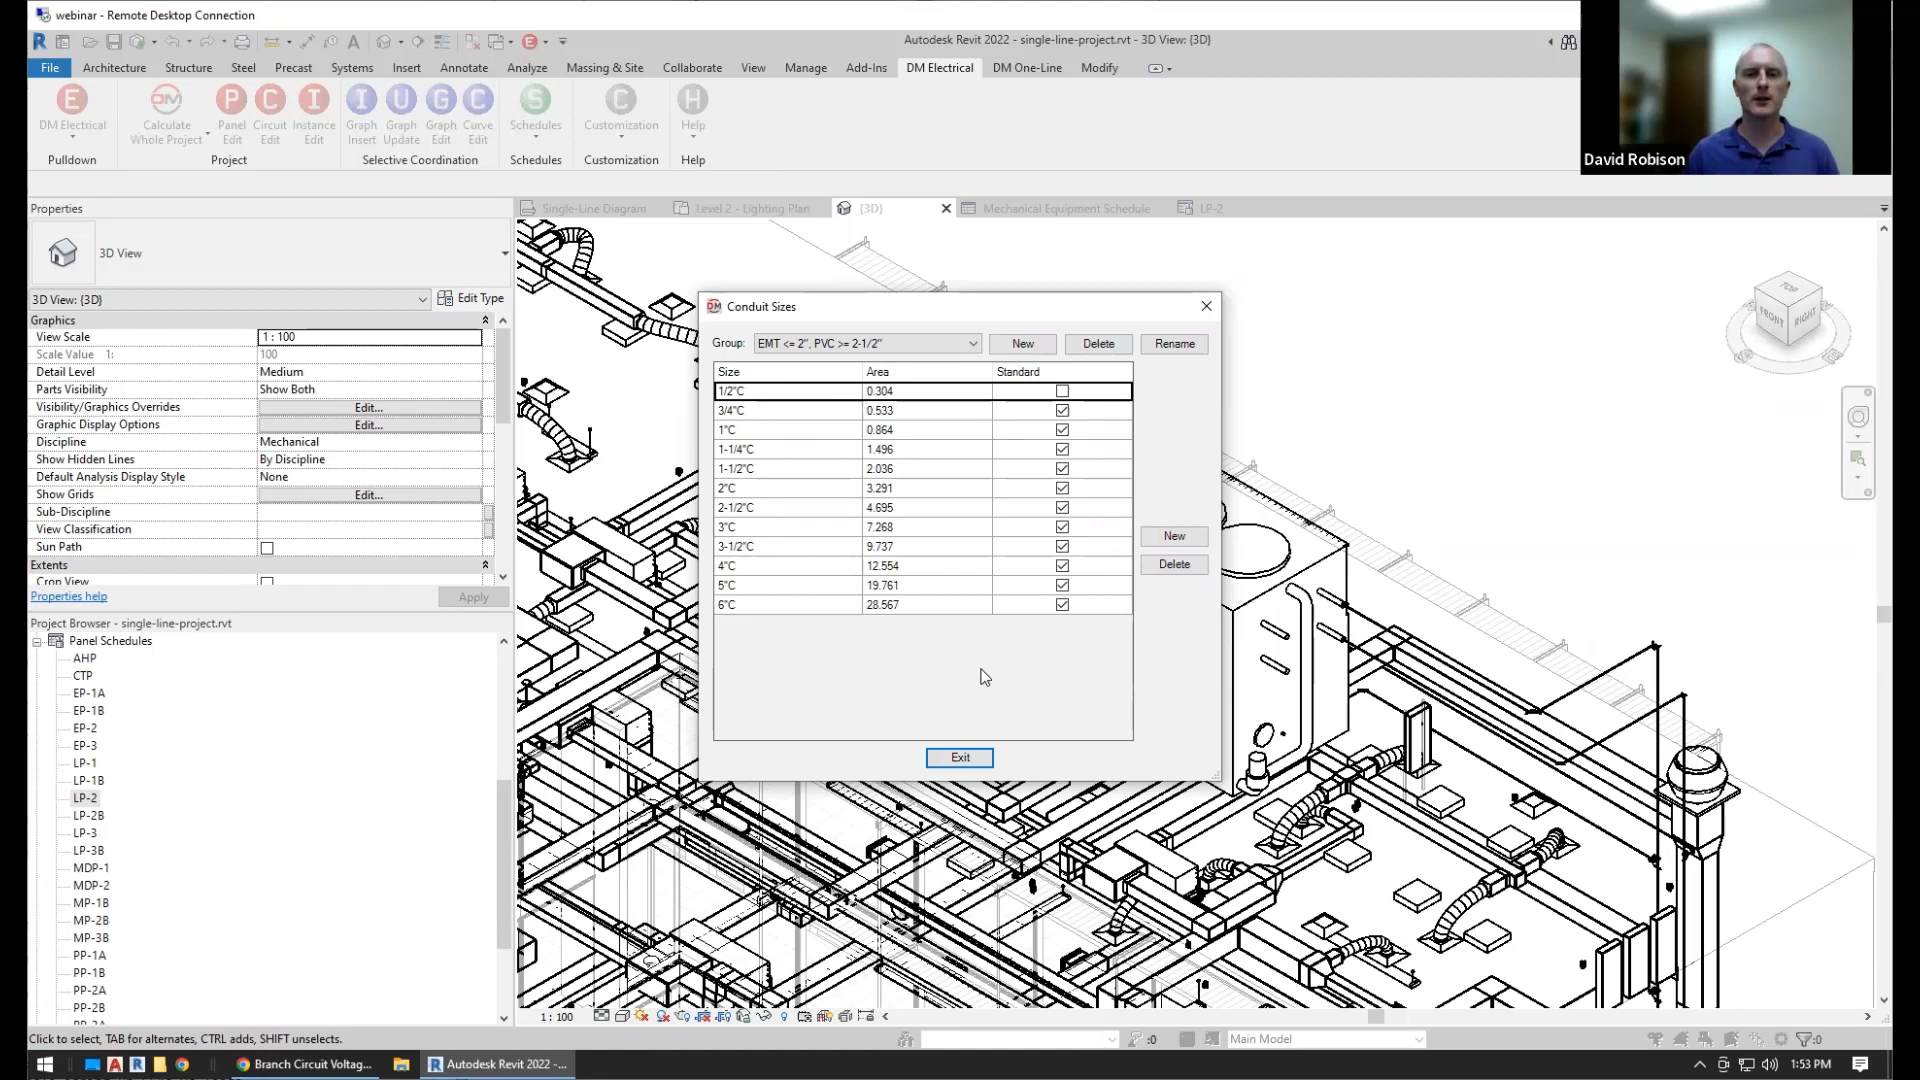 webinar - Remote Desktop Connection
Autodesk Revit 2022 - single-line-project.rvt - 3D View: {3D}
File Architecture Structure Steel Precast Systems Insert Annotate Analyze Massing & Site Collaborate View Manage Add-Ins DM Electrical DM One-Line Modify
E DM P C I I U G C S C H
DM Electrical Calculate Panel Circuit Instance Graph Graph Graph Curve Schedules Customization Help
Whole Project Edit Edit Edit Insert Update Edit Edit
Pulldown Project Selective Coordination Schedules Customization Help
David Robison
Properties
Single-Line Diagram Level 2 - Lighting Plan {3D} Mechanical Equipment Schedule LP-2
3D View
3D View: {3D} Edit Type
Graphics
View Scale 1 : 100
Scale Value 1: 100
Detail Level Medium
Parts Visibility Show Both
Visibility/Graphics Overrides Edit...
Graphic Display Options Edit...
Discipline Mechanical
Show Hidden Lines By Discipline
Default Analysis Display Style None
Show Grids Edit...
Sub-Discipline
View Classification
Sun Path
Extents
Crop View
Properties help Apply
Project Browser - single-line-project.rvt
Panel Schedules
AHP
CTP
EP-1A
EP-1B
EP-2
EP-3
LP-1
LP-1B
LP-2
LP-2B
LP-3
LP-3B
MDP-1
MDP-2
MP-1B
MP-2B
MP-3B
PP-1A
PP-1B
PP-2A
PP-2B
DM Conduit Sizes
Group: EMT <= 2", PVC >= 2-1/2" New Delete Rename
Size Area Standard
1/2"C 0.304
3/4"C 0.533
1"C 0.864
1-1/4"C 1.496
1-1/2"C 2.036
2"C 3.291
2-1/2"C 4.695
3"C 7.268
3-1/2"C 9.737
4"C 12.554
5"C 19.761
6"C 28.567
New
Delete
Exit
TOP
FRONT RIGHT
1 : 100
Click to select, TAB for alternates, CTRL adds, SHIFT unselects.
:0 Main Model :0
Branch Circuit Voltag... Autodesk Revit 2022 -... 1:53 PM